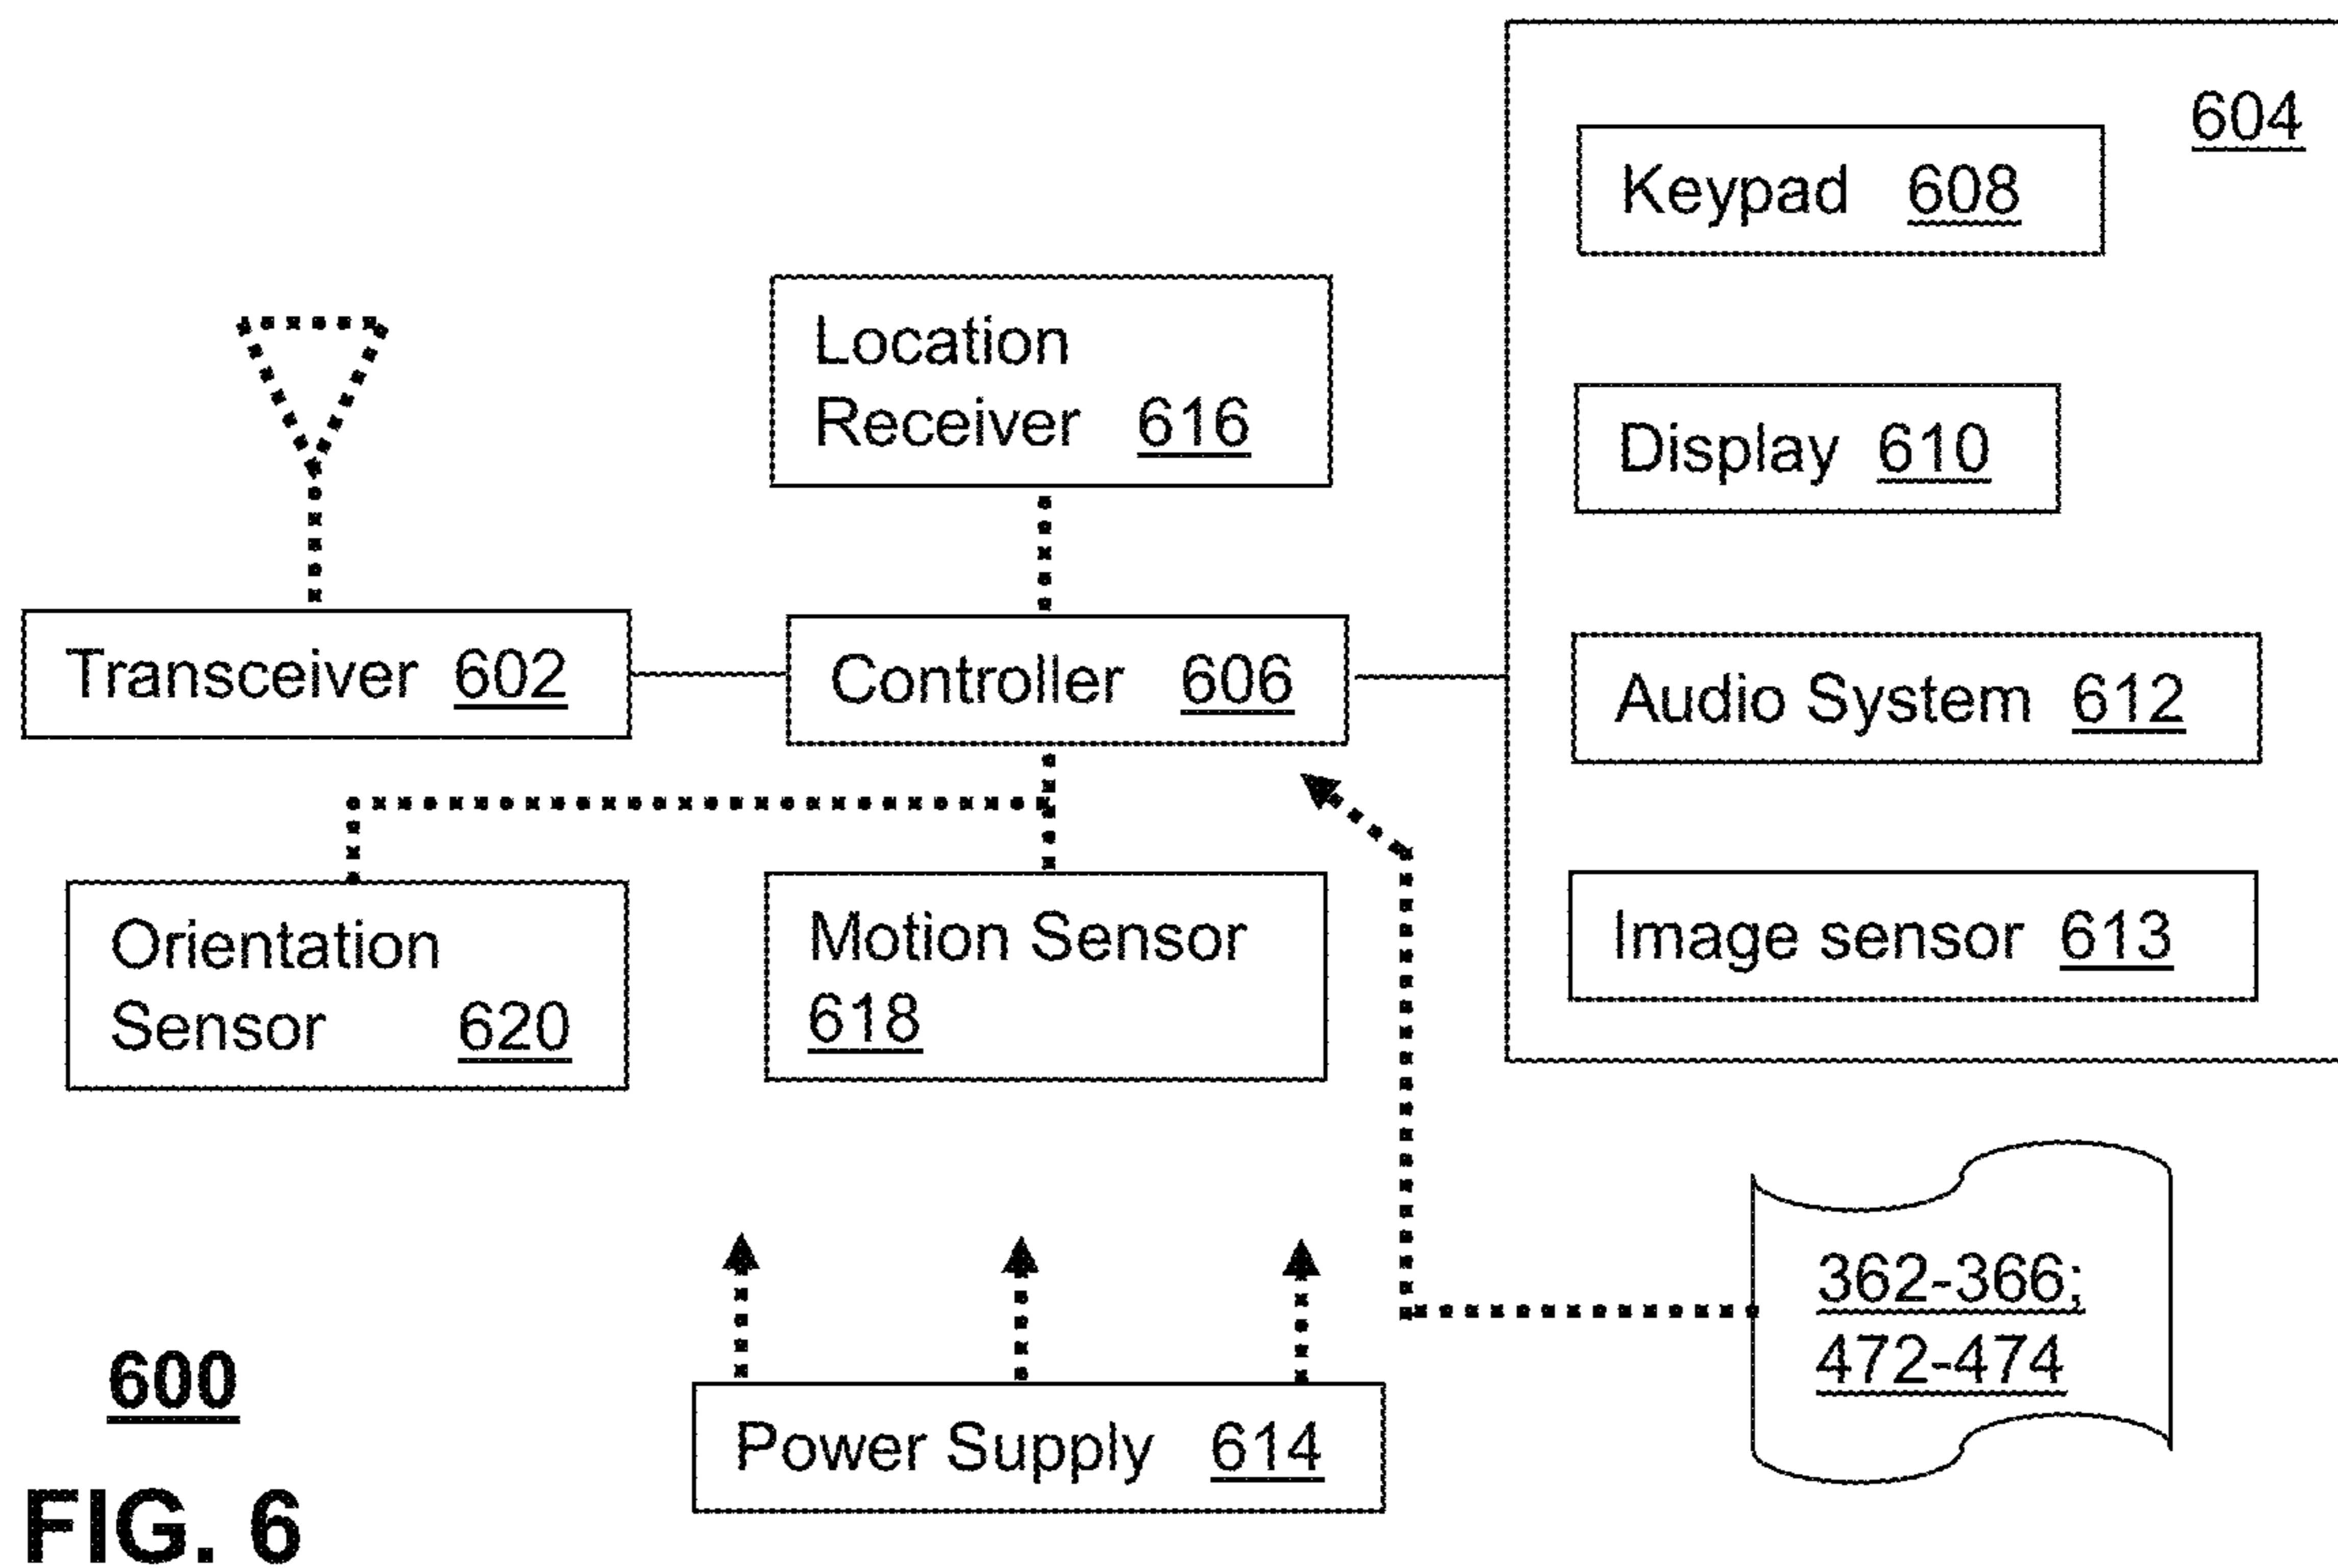 604
Keypad 608
Location
Receiver 616
Display 610
Transceiver 602
Controller 606
Audio System 612
Orientation
Sensor 620
Motion Sensor
618
Image sensor 613
362-366;
472-474
600
Power Supply 614
FIG. 6